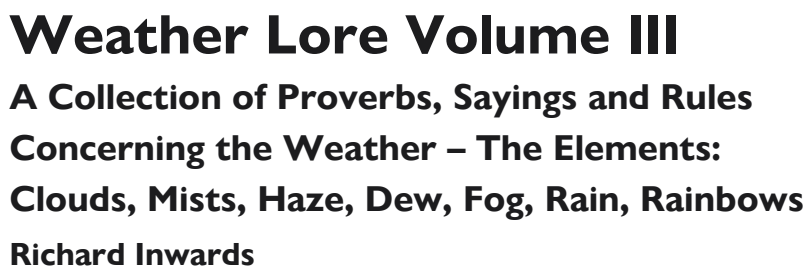 Weather Lore Volume III
A Collection of Proverbs, Sayings and Rules
Concerning the Weather – The Elements:
Clouds, Mists, Haze, Dew, Fog, Rain, Rainbows
Richard Inwards